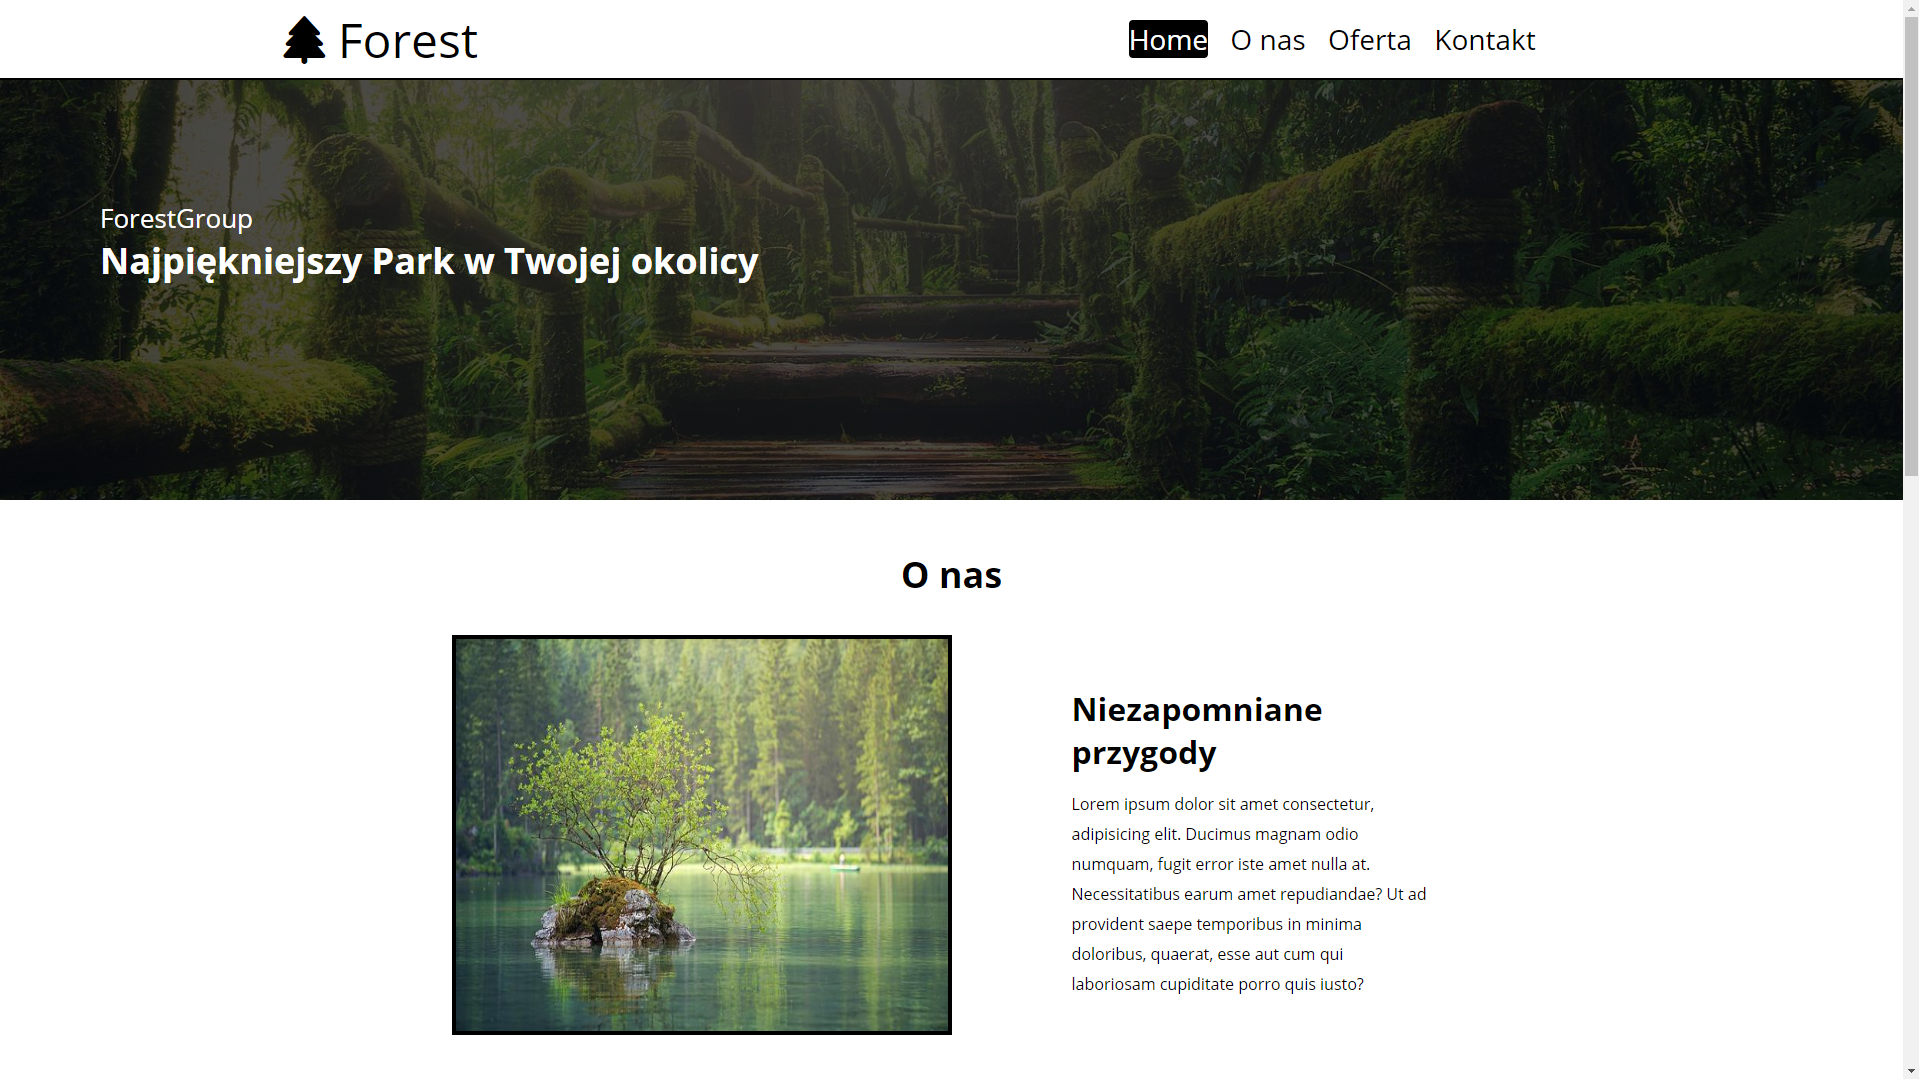 Forest
Home O nas Oferta Kontakt
ForestGroup
Najpiękniejszy Park w Twojej okolicy
O nas
Niezapomniane
przygody
Lorem ipsum dolor sit amet consectetur,
adipisicing elit. Ducimus magnam odio
numquam, fugit error iste amet nulla at.
Necessitatibus earum amet repudiandae? Ut ad
provident saepe temporibus in minima
doloribus, quaerat, esse aut cum qui
laboriosam cupiditate porro quis iusto?